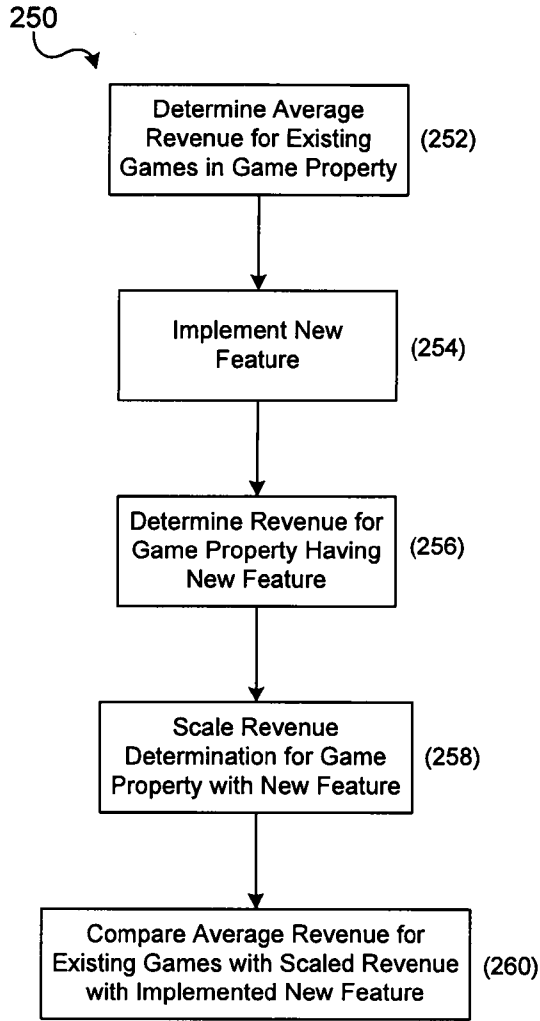 250
Determine Average
Revenue for Existing
Games in Game Property
(252)
Implement New
Feature
(254)
Determine Revenue for
Game Property Having
New Feature
(256)
Scale Revenue
Determination for Game
Property with New Feature
(258)
Compare Average Revenue for
Existing Games with Scaled Revenue
with Implemented New Feature
(260)